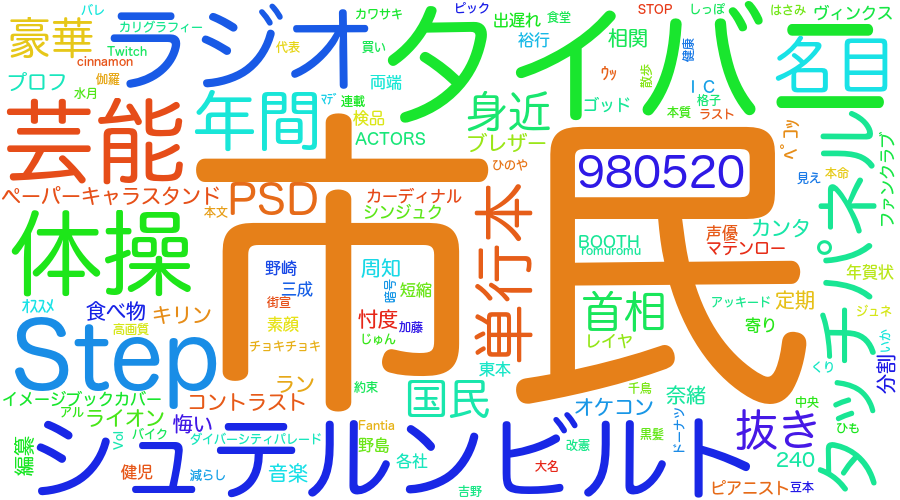 バレ
カリグラフィー
カワサキ
ピック
出遅れ
食堂
STOP
しっぽ
はさみ
ヴィンクス
豪華
ラジオ
タイバニ
名目
Twitch
cinnamon
代表
買い
裕行
相関
健康
プロフ
伽羅
両端
ウッ
散歩
IC
水月
年間
マデ
連載
身近
ゴッド
格子
本質
ラスト
芸能
検品
ACTORS
ブレザー
ペコッ
タッチパネル
ファンクラブ
市民
980520
ひのや
見え
本命
ペーパーキャラスタンド
PSD
カーディナル
単行本
本文
シンジュク
声優
カンタ
体操
BOOTH
マテンロー
romuromu
野崎
周知
年賀状
三成
暗号
短縮
オススメ
街宣
首相
アッキード
定期
食べ物
キリン
素顔
忖度
加藤
ジュネ
高画質
寄り
Step
チョキチョキ
じゅん
レイヤ
いか
東本
くり
分割
ラン
約束
千鳥
奈緒
イメージブックカバー
コントラスト
国民
オケコン
中央
アル
ライオン
悔い
Fantia
ドーナッツ
抜き
ひも
vol
バイク
ダイバーシティパレード
改憲
黒髪
シュテルンビルト
編纂
野島
240
健児
減らし
音楽
各社
大名
吉野
ピアニスト
豆本